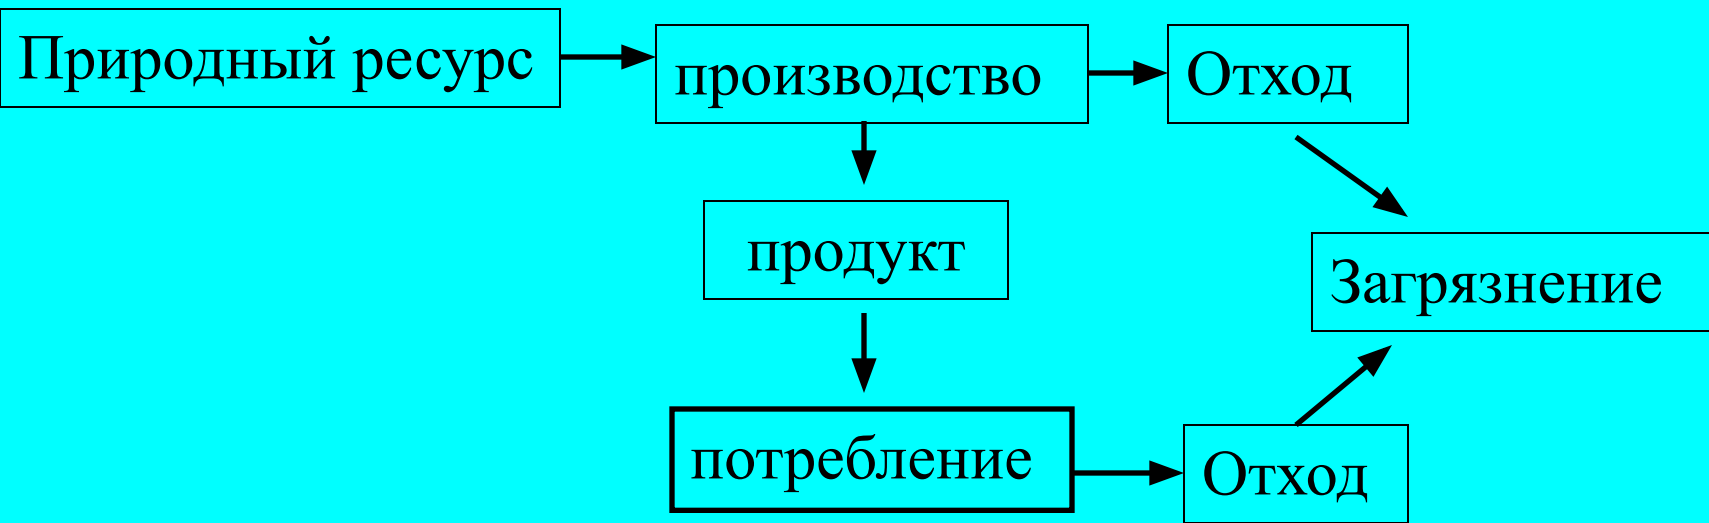 Природный ресурс
производство
Отход
продукт
Загрязнение
потребление
Отход